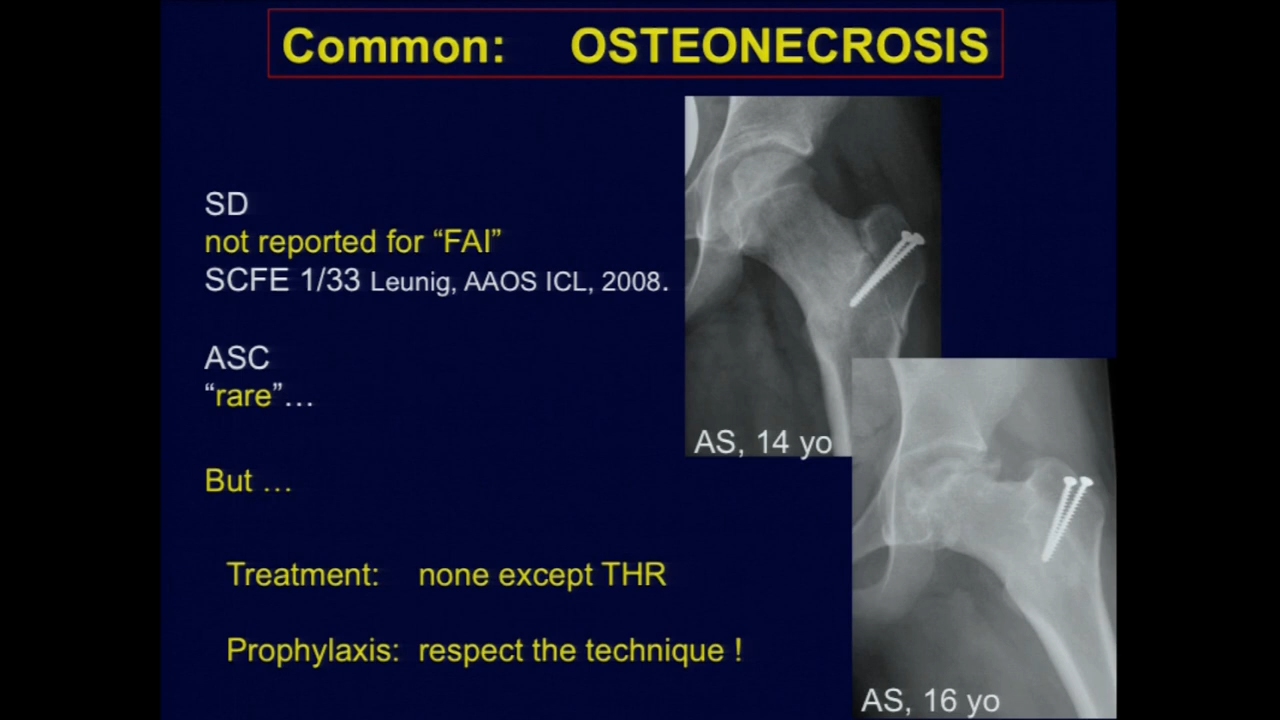 Common: OSTEONECROSIS
SD
not reported for “FAI”
SCFE 1/33 Leunig, AAOS ICL, 2008.
ASC
“rare”…
But …
Treatment: none except THR
Prophylaxis: respect the technique !
AS, 14 yo
AS, 16 yo